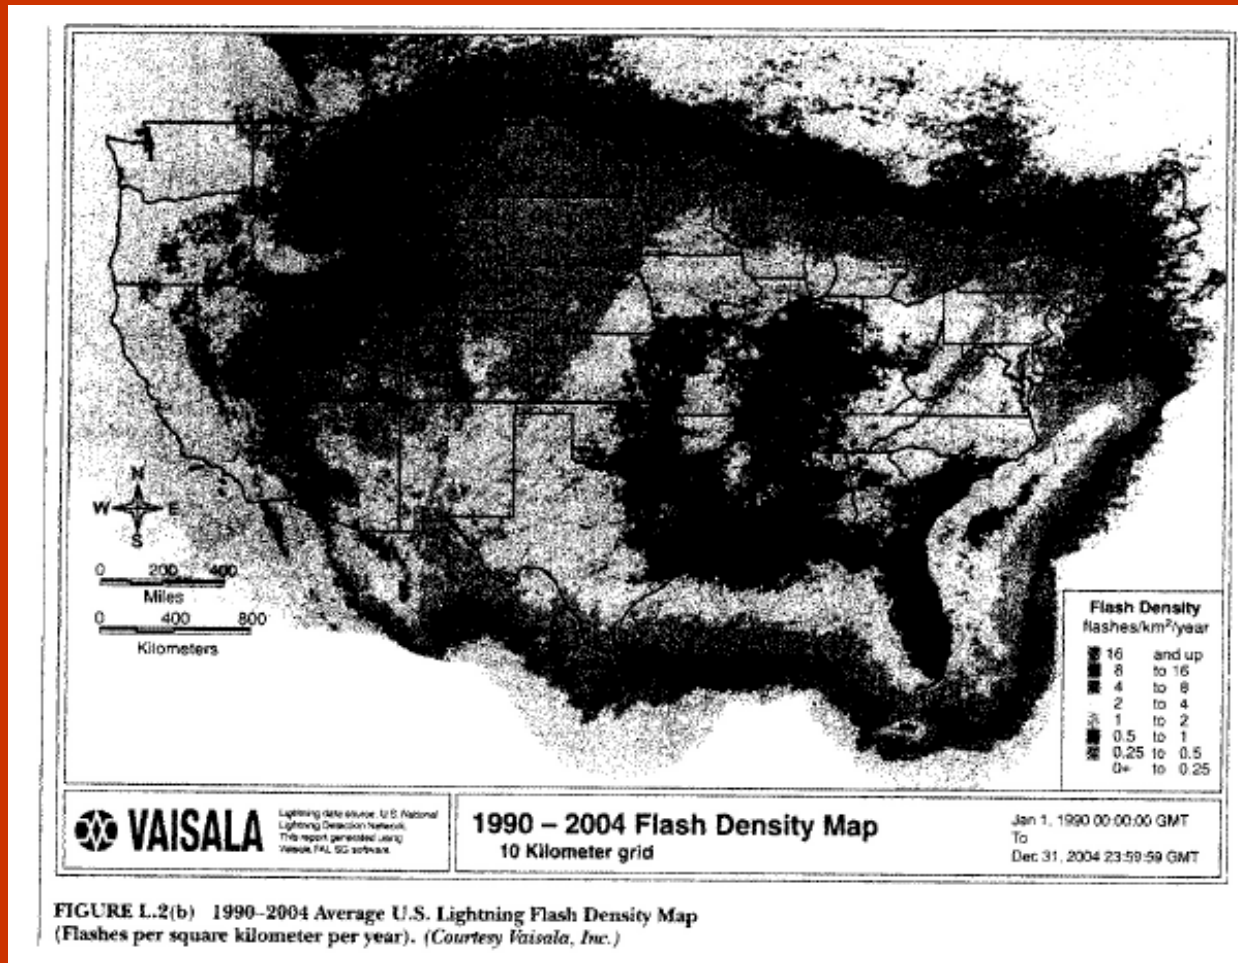 N
W E
S
0 200 400
Miles
0 400 800
Kilometers
Flash Density
flashes/km²/year
16 and up
8 to 16
4 to 8
2 to 4
1 to 2
0.5 to 1
0.25 to 0.5
0+ to 0.25
VAISALA
Lightning data source: U.S. National
Lightning Detection Network.
This report generated using
Vaisala FALLS software.
1990 – 2004 Flash Density Map
10 Kilometer grid
Jan 1, 1990 00:00:00 GMT
To
Dec 31, 2004 23:59:59 GMT
FIGURE L.2(b) 1990–2004 Average U.S. Lightning Flash Density Map
(Flashes per square kilometer per year). (Courtesy Vaisala, Inc.)